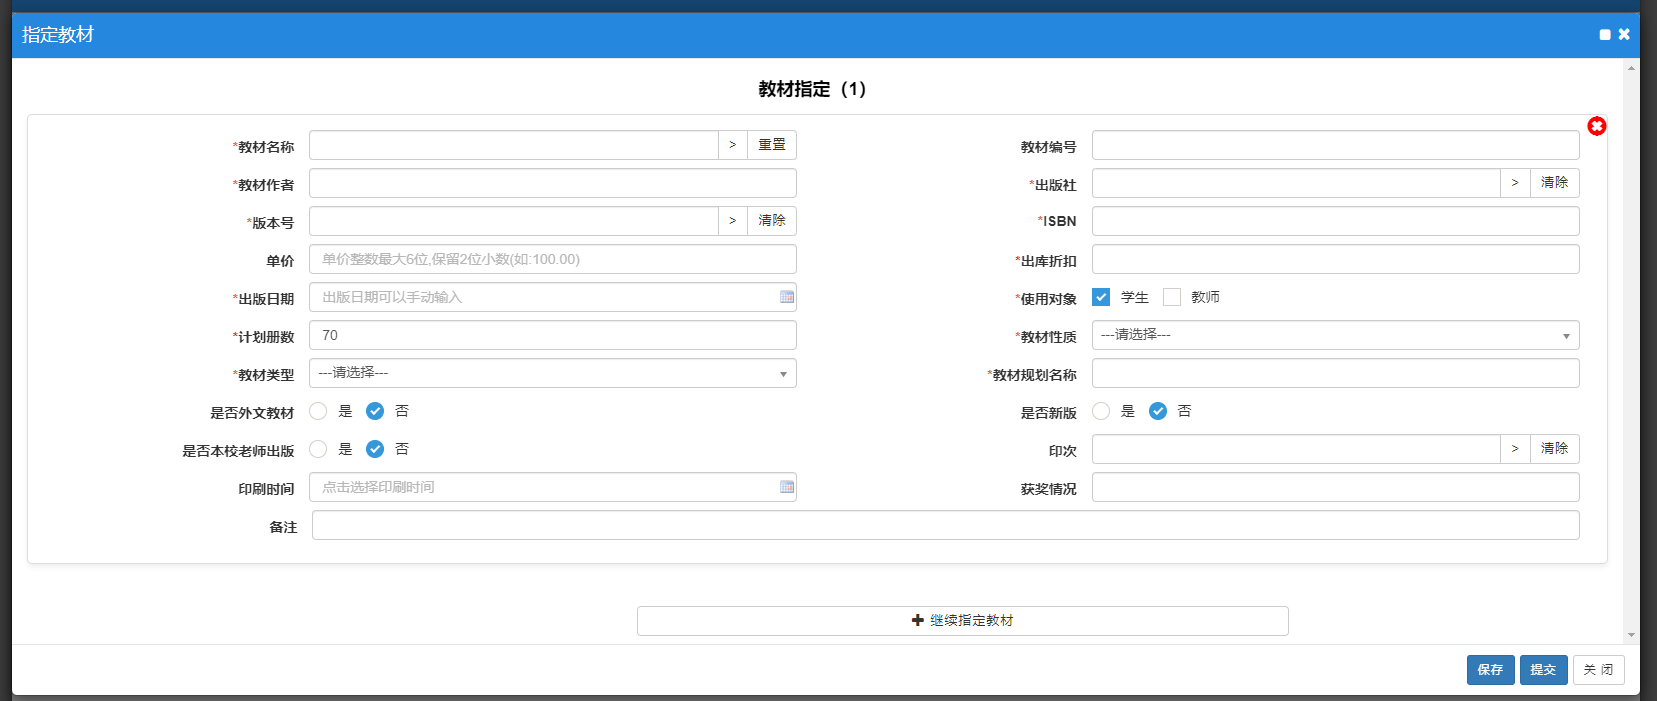 指定教材
教材指定（1）
*教材名称 > 重置 教材编号
*教材作者 *出版社 > 清除
*版本号 > 清除 *ISBN
单价 单价整数最大6位,保留2位小数(如:100.00) *出库折扣
*出版日期 出版日期可以手动输入 *使用对象 学生 教师
*计划册数 70 *教材性质 ---请选择---
*教材类型 ---请选择--- *教材规划名称
是否外文教材 是 否 是否新版 是 否
是否本校老师出版 是 否 印次 > 清除
印刷时间 点击选择印刷时间 获奖情况
备注
继续指定教材
保存 提交 关 闭